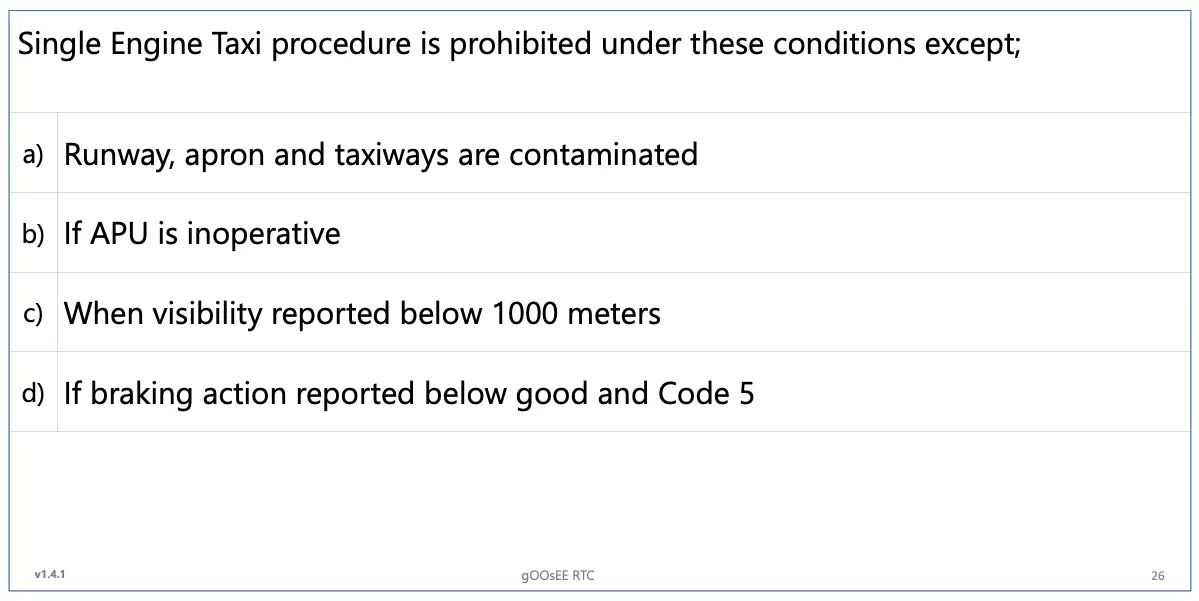 Single Engine Taxi procedure is prohibited under these conditions except;
a) Runway, apron and taxiways are contaminated
b) If APU is inoperative
c) When visibility reported below 1000 meters
d) If braking action reported below good and Code 5
v1.4.1 gOOsEE RTC 26